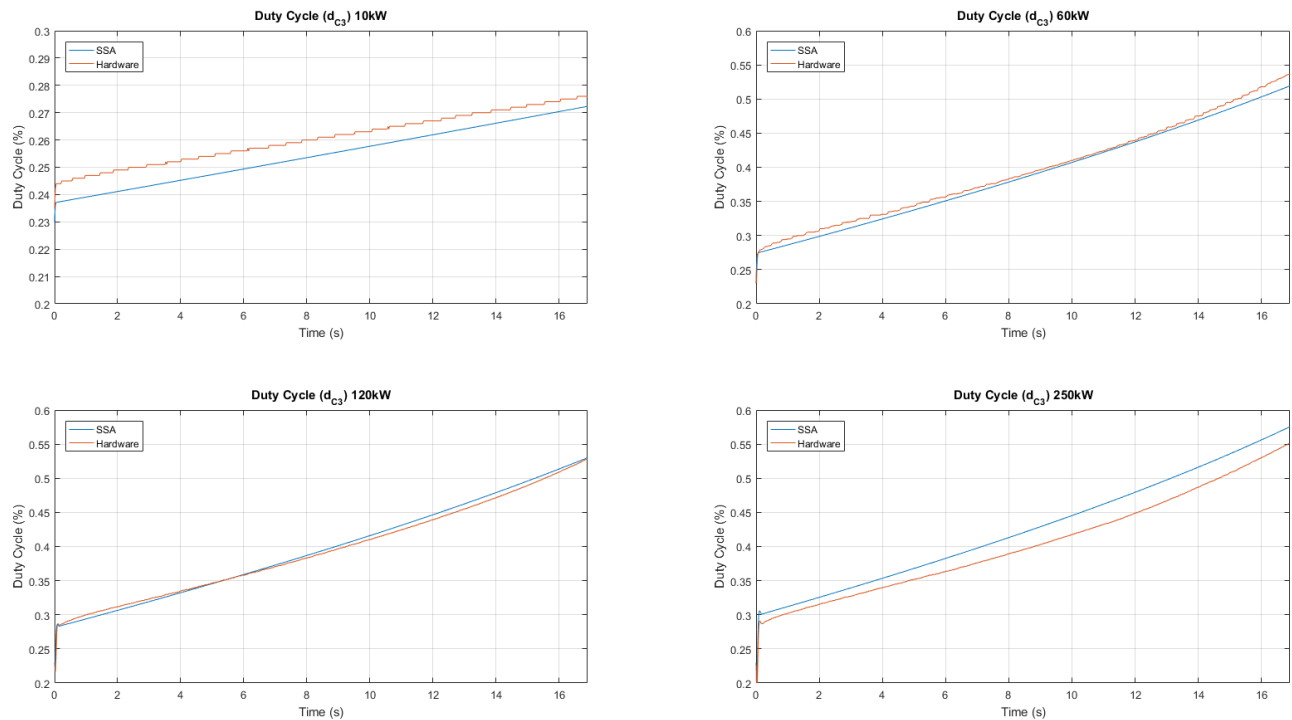 Duty Cycle (d_C3) 10kW
SSA
Hardware
Duty Cycle (%)
0.3
0.29
0.28
0.27
0.26
0.25
0.24
0.23
0.22
0.21
0.2
0 2 4 6 8 10 12 14 16
Time (s)
Duty Cycle (d_C3) 60kW
SSA
Hardware
Duty Cycle (%)
0.6
0.55
0.5
0.45
0.4
0.35
0.3
0.25
0.2
0 2 4 6 8 10 12 14 16
Time (s)
Duty Cycle (d_C3) 120kW
SSA
Hardware
Duty Cycle (%)
0.6
0.55
0.5
0.45
0.4
0.35
0.3
0.25
0.2
0 2 4 6 8 10 12 14 16
Time (s)
Duty Cycle (d_C3) 250kW
SSA
Hardware
Duty Cycle (%)
0.6
0.55
0.5
0.45
0.4
0.35
0.3
0.25
0.2
0 2 4 6 8 10 12 14 16
Time (s)